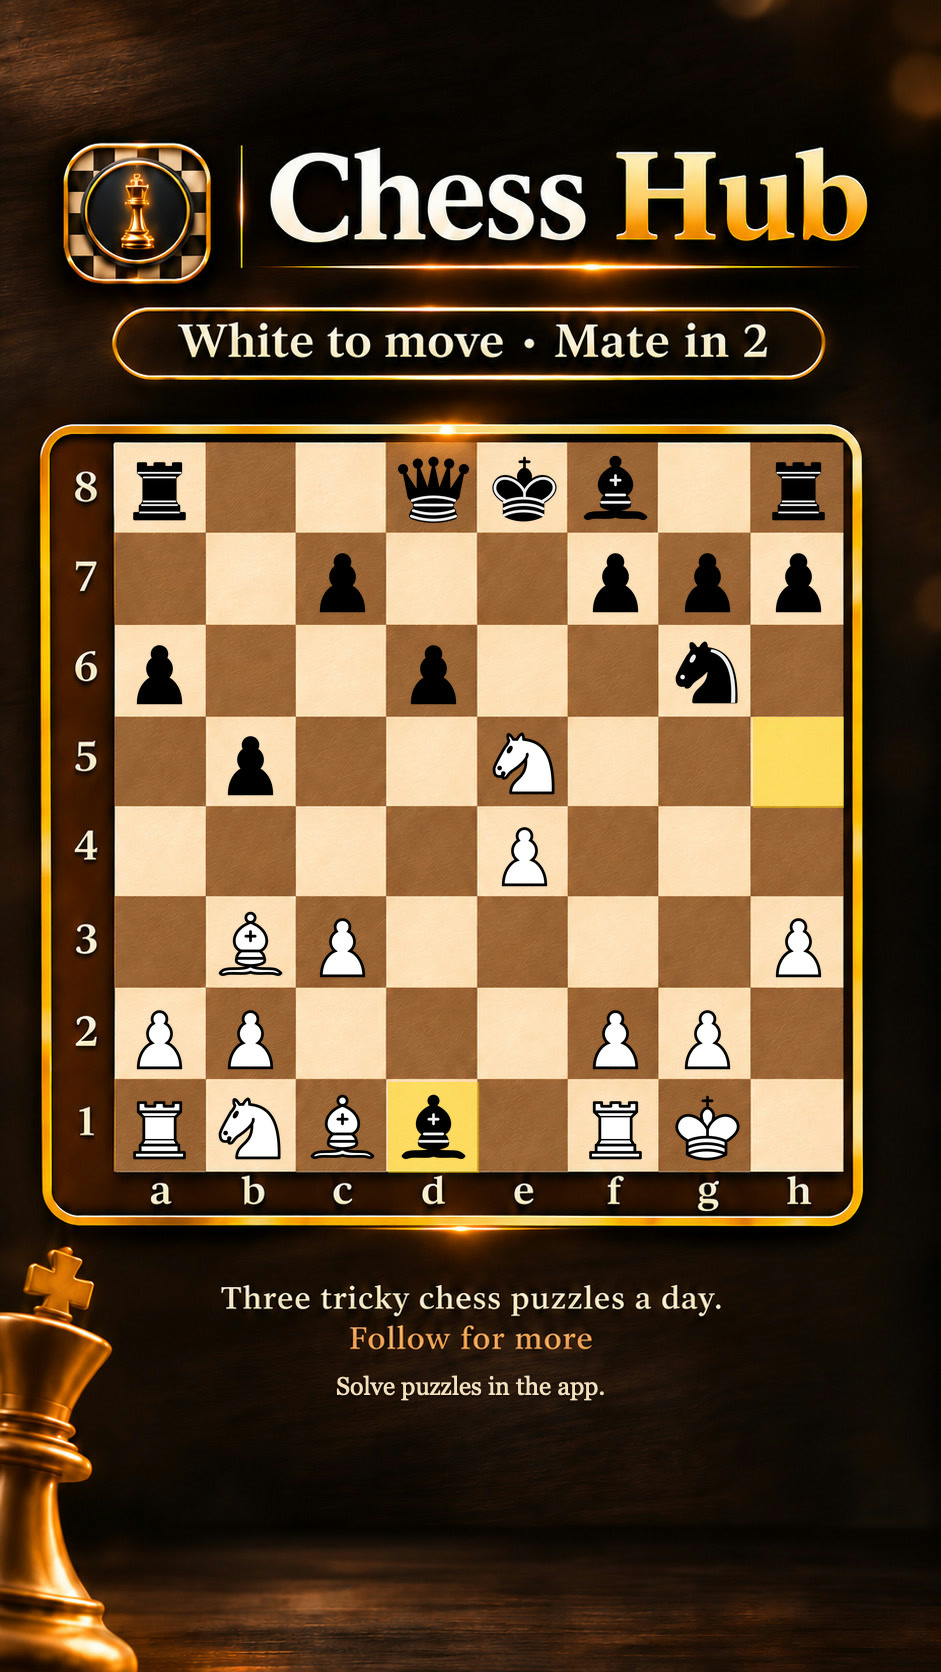 Chess Hub
White to move • Mate in 2
8
7
6
5
4
3
2
1
a b c d e f g h
Three tricky chess puzzles a day.
Follow for more
Solve puzzles in the app.